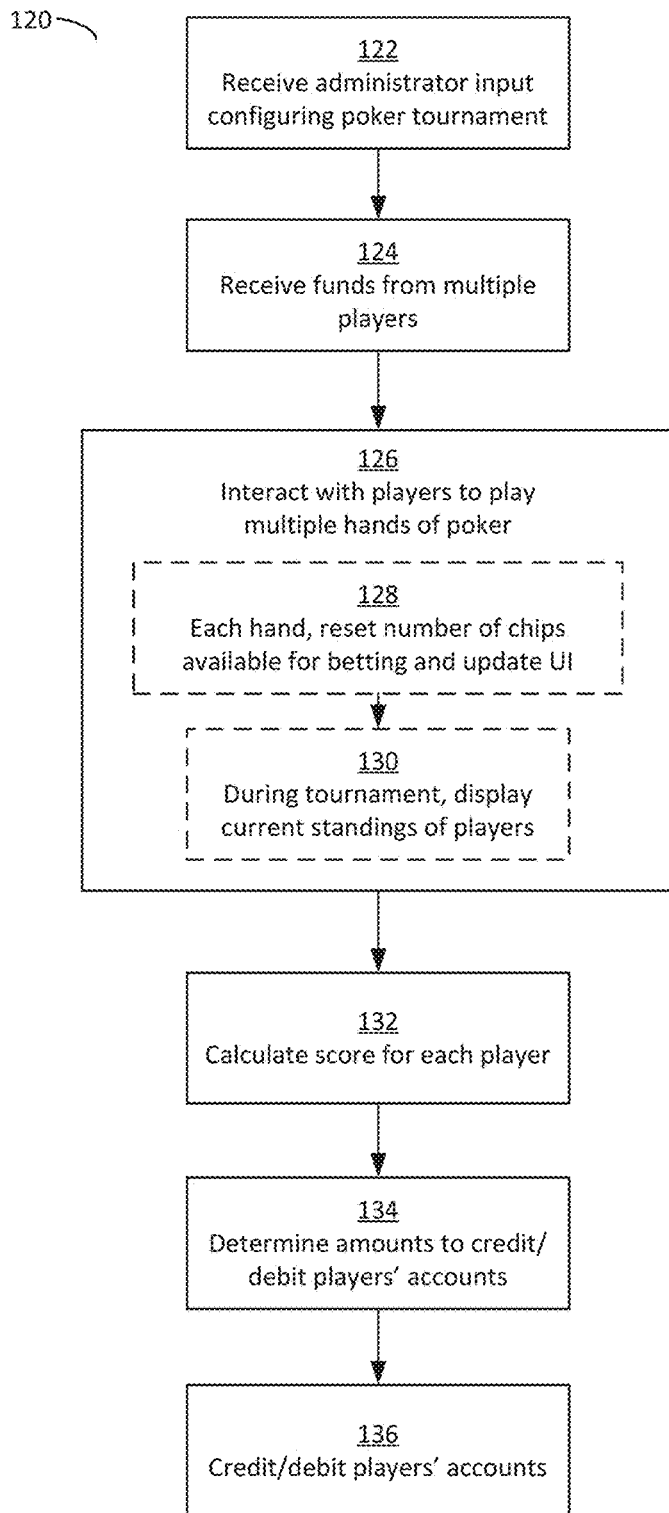 120
122
Receive administrator input
configuring poker tournament
124
Receive funds from multiple
players
126
Interact with players to play
multiple hands of poker
128
Each hand, reset number of chips
available for betting and update UI
130
During tournament, display
current standings of players
132
Calculate score for each player
134
Determine amounts to credit/
debit players' accounts
136
Credit/debit players' accounts